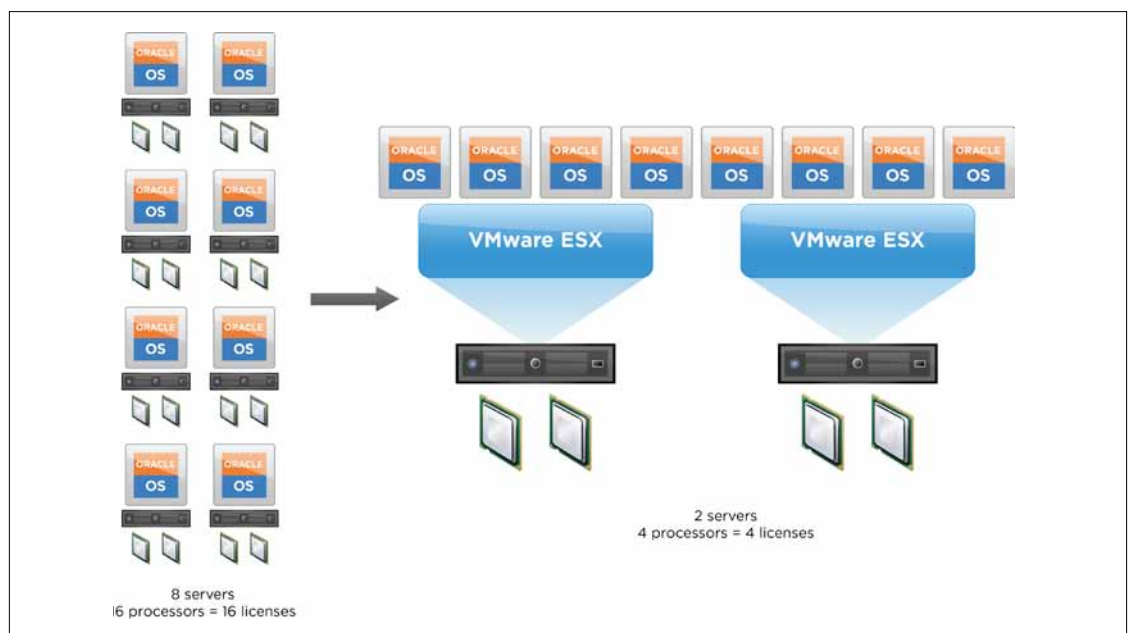 ORACLE ORACLE
OS OS
ORACLE ORACLE
OS OS
ORACLE ORACLE
OS OS
ORACLE ORACLE
OS OS
8 servers
16 processors = 16 licenses
ORACLE ORACLE ORACLE ORACLE ORACLE ORACLE ORACLE ORACLE
OS OS OS OS OS OS OS OS
VMware ESX VMware ESX
2 servers
4 processors = 4 licenses